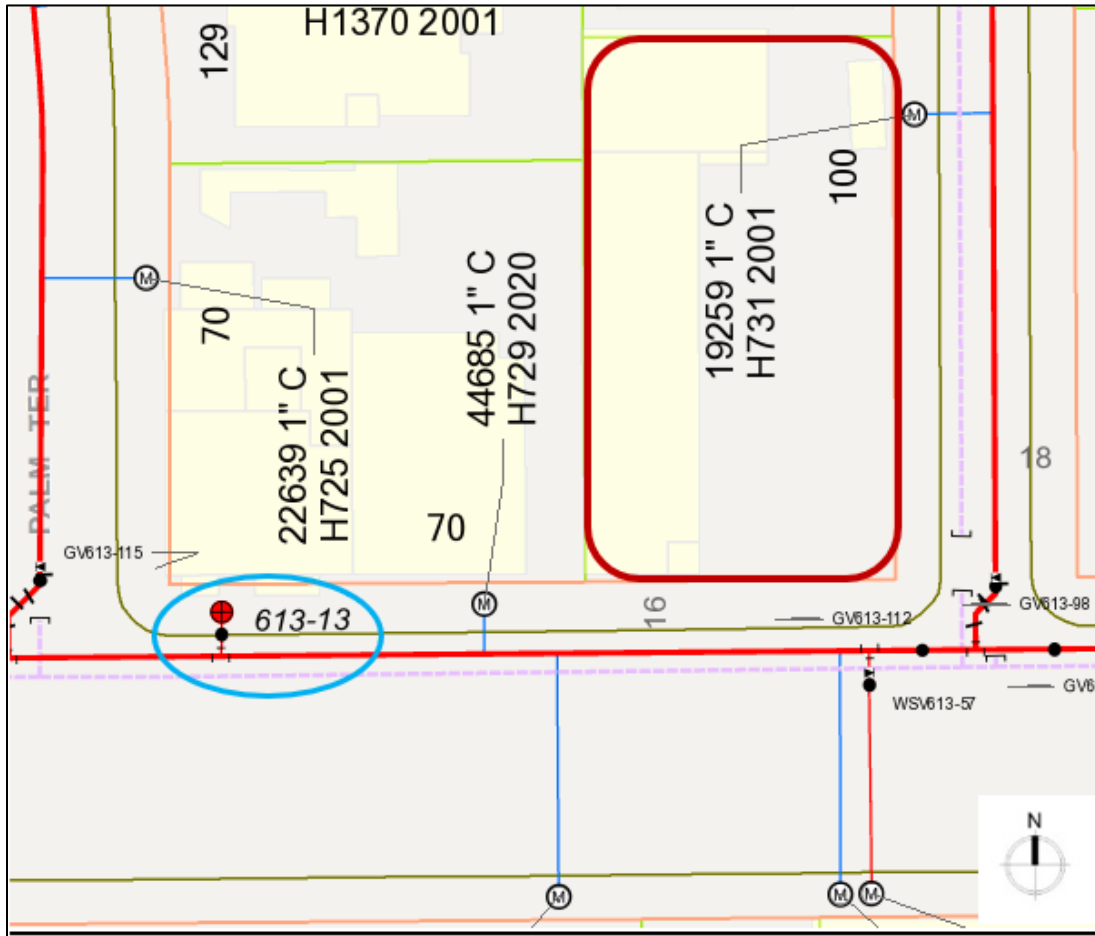 H1370 2001
129
M
100
19259 1" C
H731 2001
M
70
44685 1" C
H729 2020
22639 1" C
H725 2001
PALM TER
70
18
GV613-115
M
16
613-13
GV613-112
GV613-98
GV6
WSV613-57
N
M
M
M